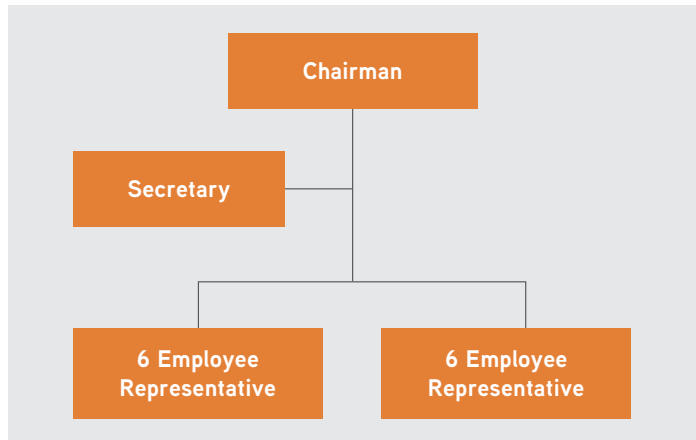 Chairman
Secretary
6 Employee
Representative
6 Employee
Representative